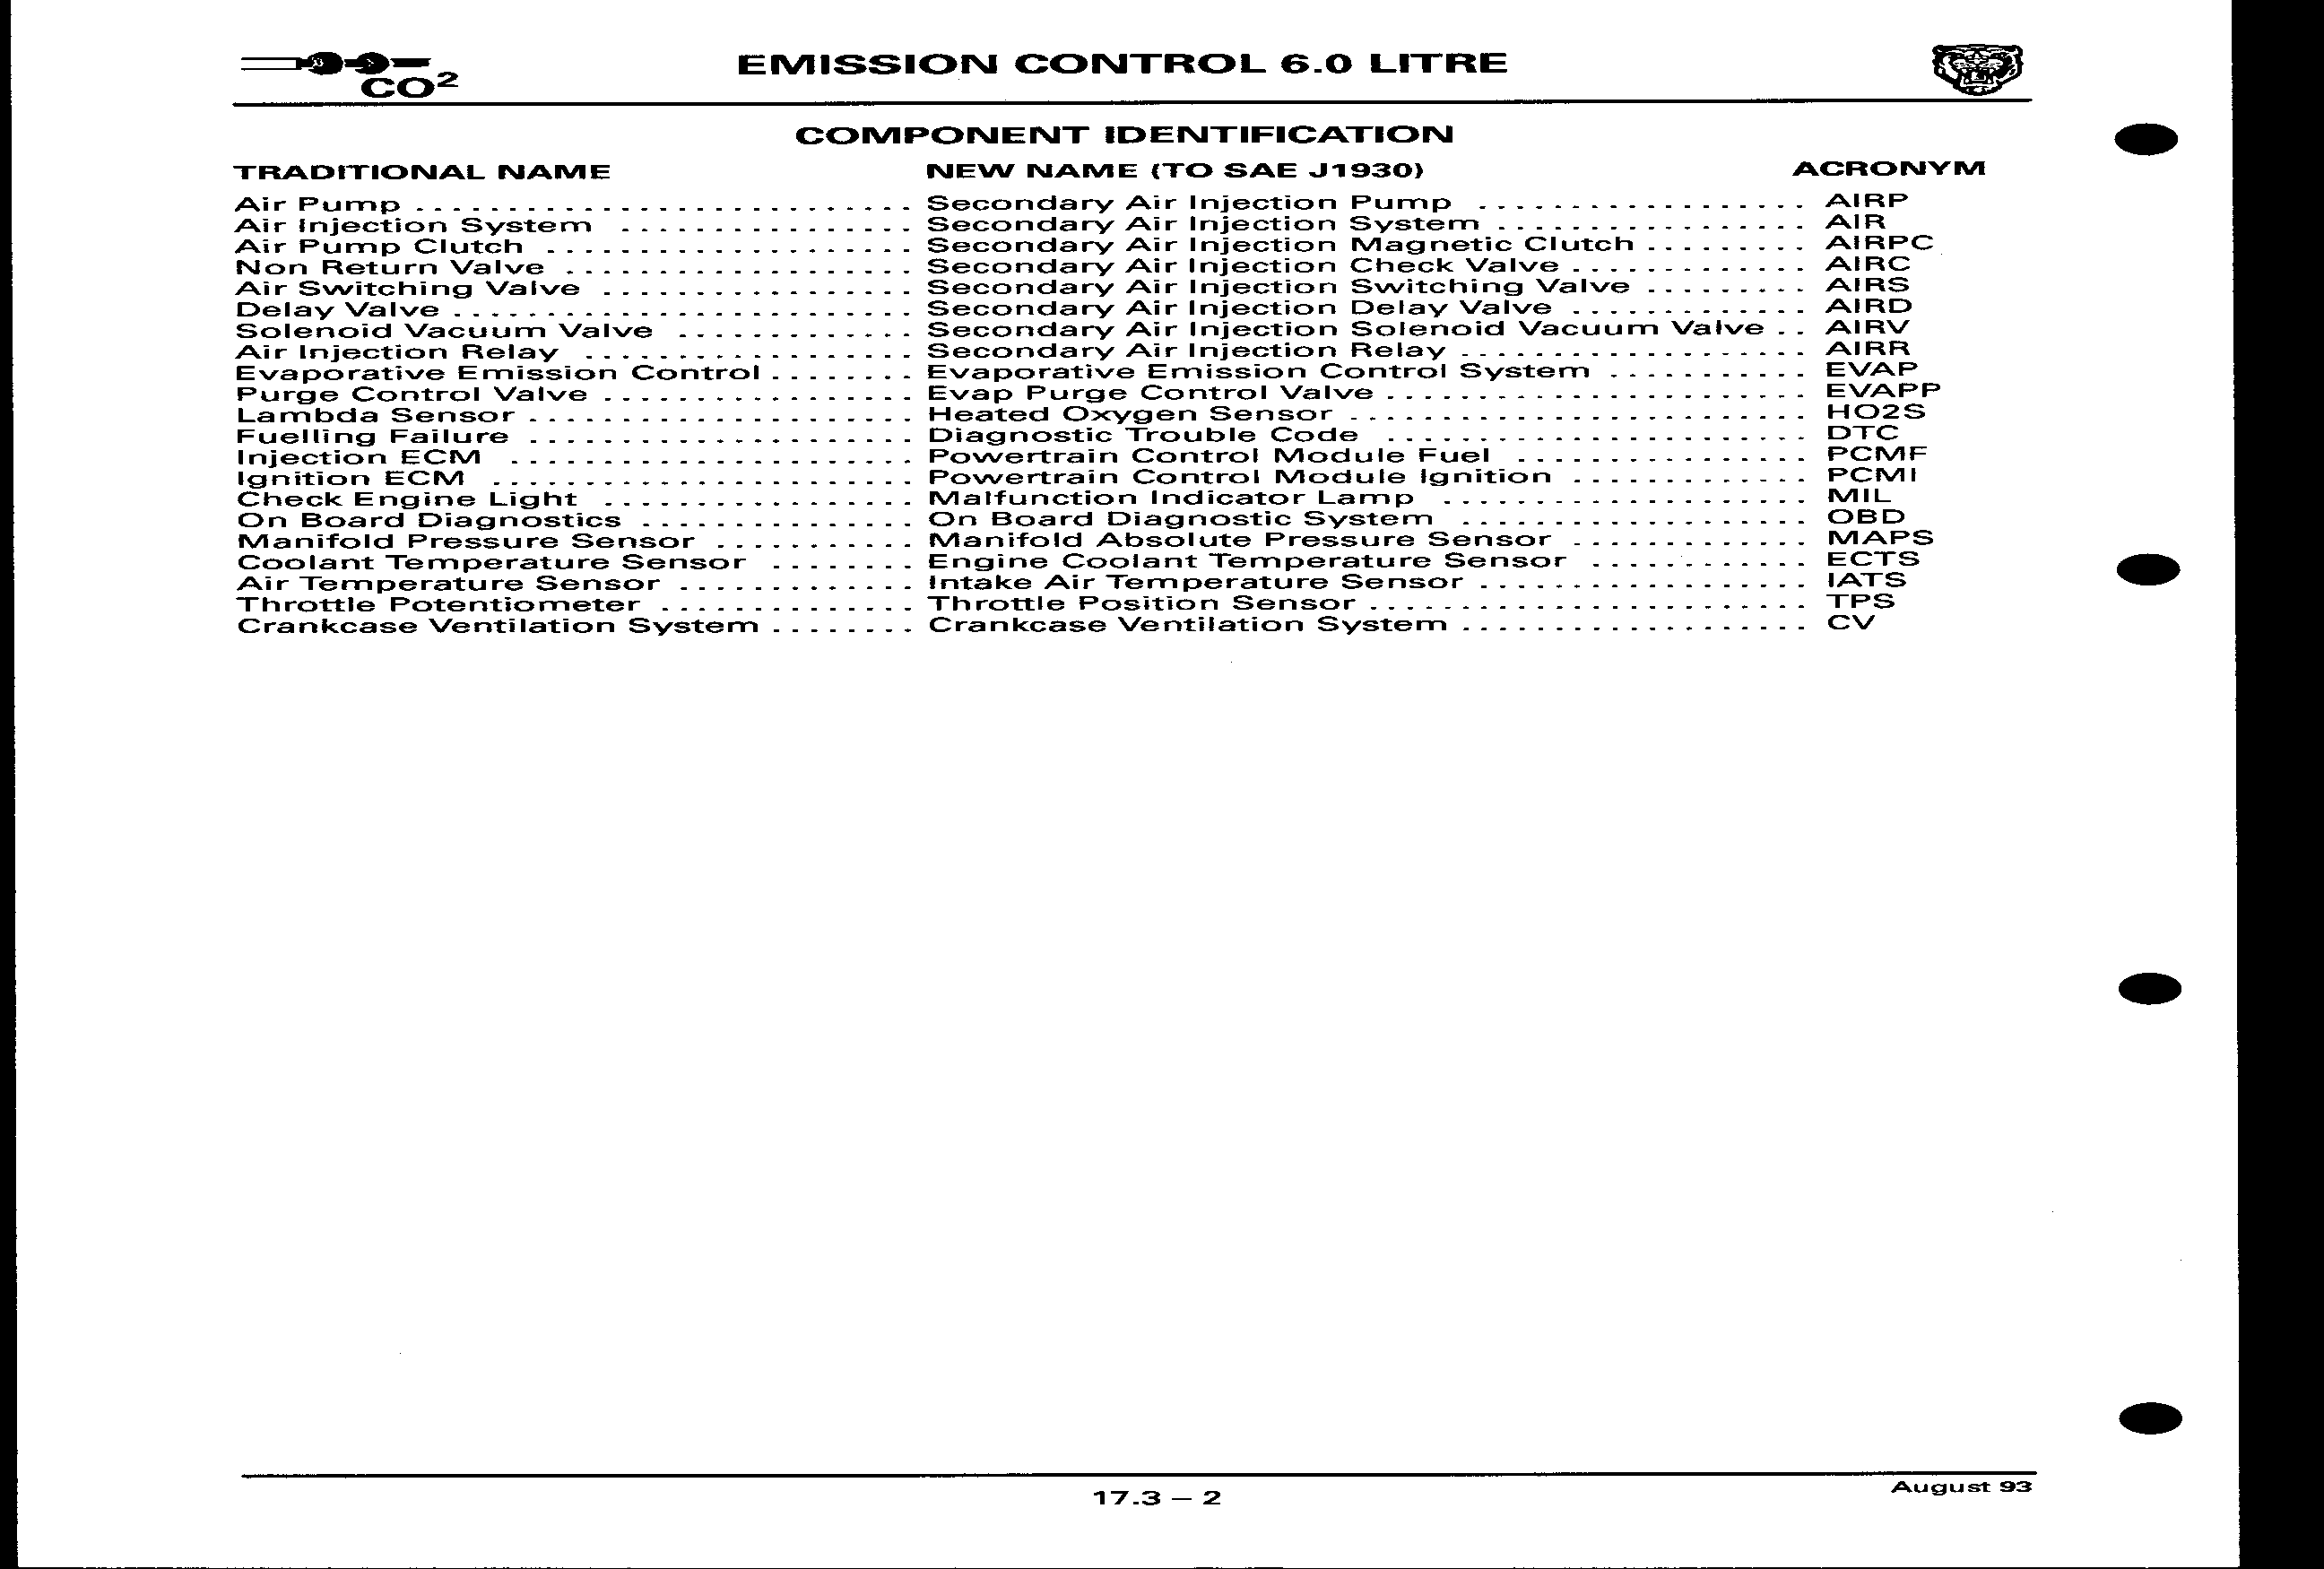 CO2
EMISSION CONTROL 6.0 LITRE
COMPONENT IDENTIFICATION
TRADITIONAL NAME NEW NAME (TO SAE J1930) ACRONYM
Air Pump . . . . . . . . . . Secondary Air Injection Pump . . . . . . . . . . AIRP
Air Injection System . . . . . . . . . . Secondary Air Injection System . . . . . . . . . . AIR
Air Pump Clutch . . . . . . . . . . Secondary Air Injection Magnetic Clutch . . . . . . . . . AIRPC
Non Return Valve . . . . . . . . . . Secondary Air Injection Check Valve . . . . . . . . . . AIRC
Air Switching Valve . . . . . . . . . . Secondary Air Injection Switching Valve . . . . . . . . . AIRS
Delay Valve . . . . . . . . . . Secondary Air Injection Delay Valve . . . . . . . . . . AIRD
Solenoid Vacuum Valve . . . . . . . . . . Secondary Air Injection Solenoid Vacuum Valve . . AIRV
Air Injection Relay . . . . . . . . . . Secondary Air Injection Relay . . . . . . . . . . AIRR
Evaporative Emission Control . . . . . . . . Evaporative Emission Control System . . . . . . . . . . EVAP
Purge Control Valve . . . . . . . . . . Evap Purge Control Valve . . . . . . . . . . EVAPP
Lambda Sensor . . . . . . . . . . Heated Oxygen Sensor . . . . . . . . . . HO2S
Fuelling Failure . . . . . . . . . . Diagnostic Trouble Code . . . . . . . . . . DTC
Injection ECM . . . . . . . . . . Powertrain Control Module Fuel . . . . . . . . . . PCMF
Ignition ECM . . . . . . . . . . Powertrain Control Module Ignition . . . . . . . . . . PCMI
Check Engine Light . . . . . . . . . . Malfunction Indicator Lamp . . . . . . . . . . MIL
On Board Diagnostics . . . . . . . . . . On Board Diagnostic System . . . . . . . . . . OBD
Manifold Pressure Sensor . . . . . . . . . . Manifold Absolute Pressure Sensor . . . . . . . . . . MAPS
Coolant Temperature Sensor . . . . . . . . Engine Coolant Temperature Sensor . . . . . . . . . . ECTS
Air Temperature Sensor . . . . . . . . . . Intake Air Temperature Sensor . . . . . . . . . . IATS
Throttle Potentiometer . . . . . . . . . . Throttle Position Sensor . . . . . . . . . . TPS
Crankcase Ventilation System . . . . . . . . Crankcase Ventilation System . . . . . . . . . . CV
17.3 – 2
August 93